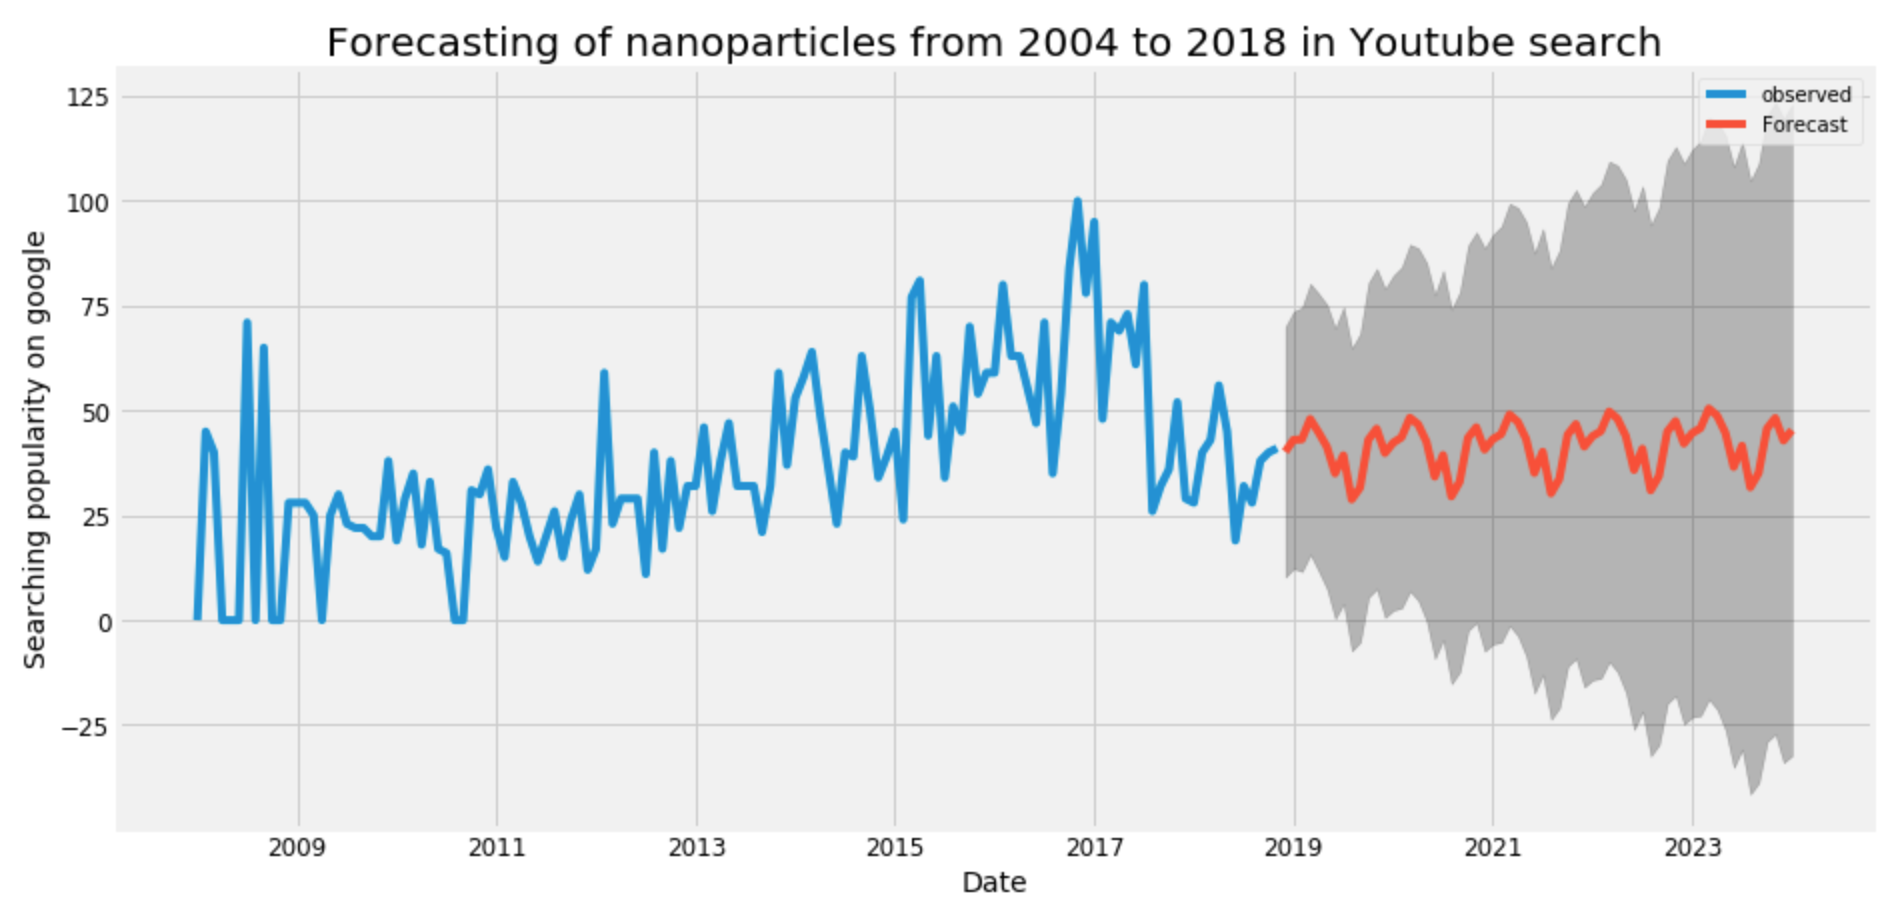 Forecasting of nanoparticles from 2004 to 2018 in Youtube search
observed
Forecast
125
100
75
50
25
0
−25
Searching popularity on google
2009 2011 2013 2015 2017 2019 2021 2023
Date